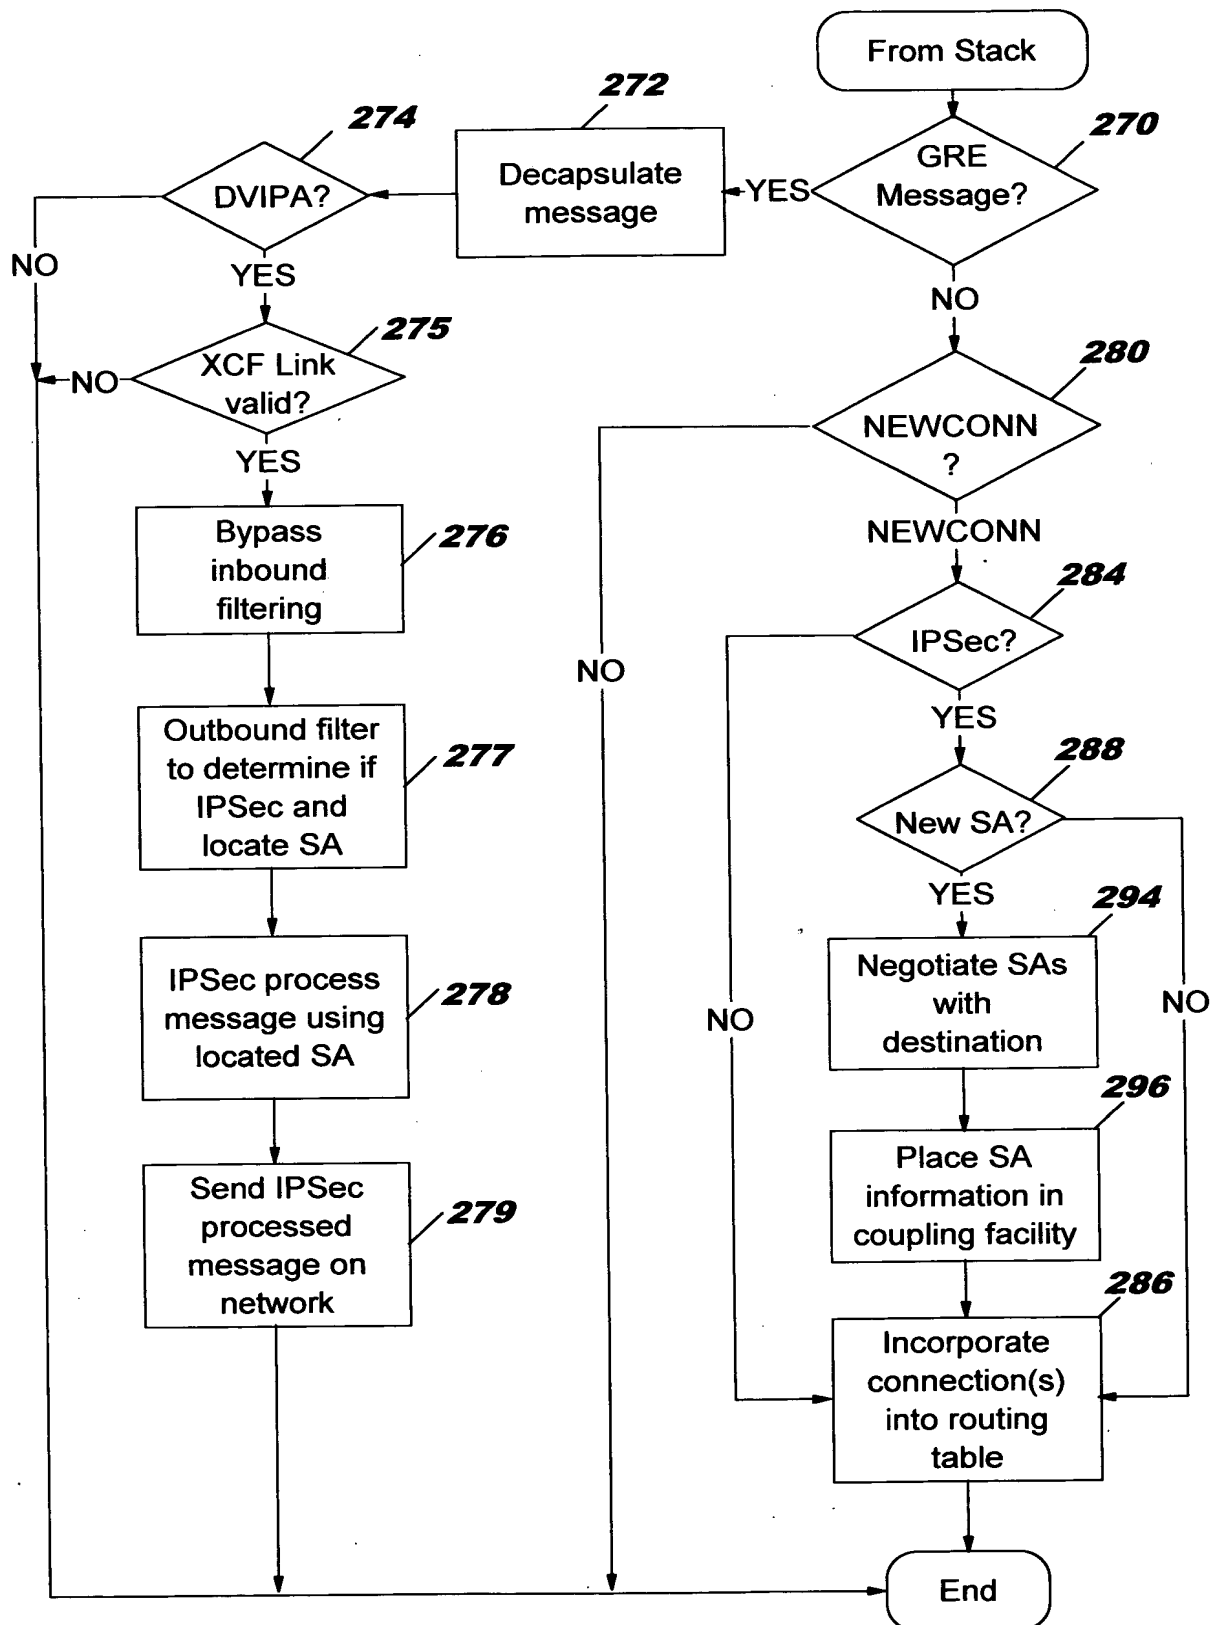 From Stack
270
GRE
Message?
YES
272
Decapsulate
message
274
DVIPA?
NO
YES
275
XCF Link
valid?
NO
YES
Bypass
inbound
filtering
276
Outbound filter
to determine if
IPSec and
locate SA
277
IPSec process
message using
located SA
278
Send IPSec
processed
message on
network
279
NO
280
NEWCONN
?
NO
NEWCONN
284
IPSec?
NO
YES
288
New SA?
NO
YES
294
Negotiate SAs
with
destination
296
Place SA
information in
coupling facility
286
Incorporate
connection(s)
into routing
table
End